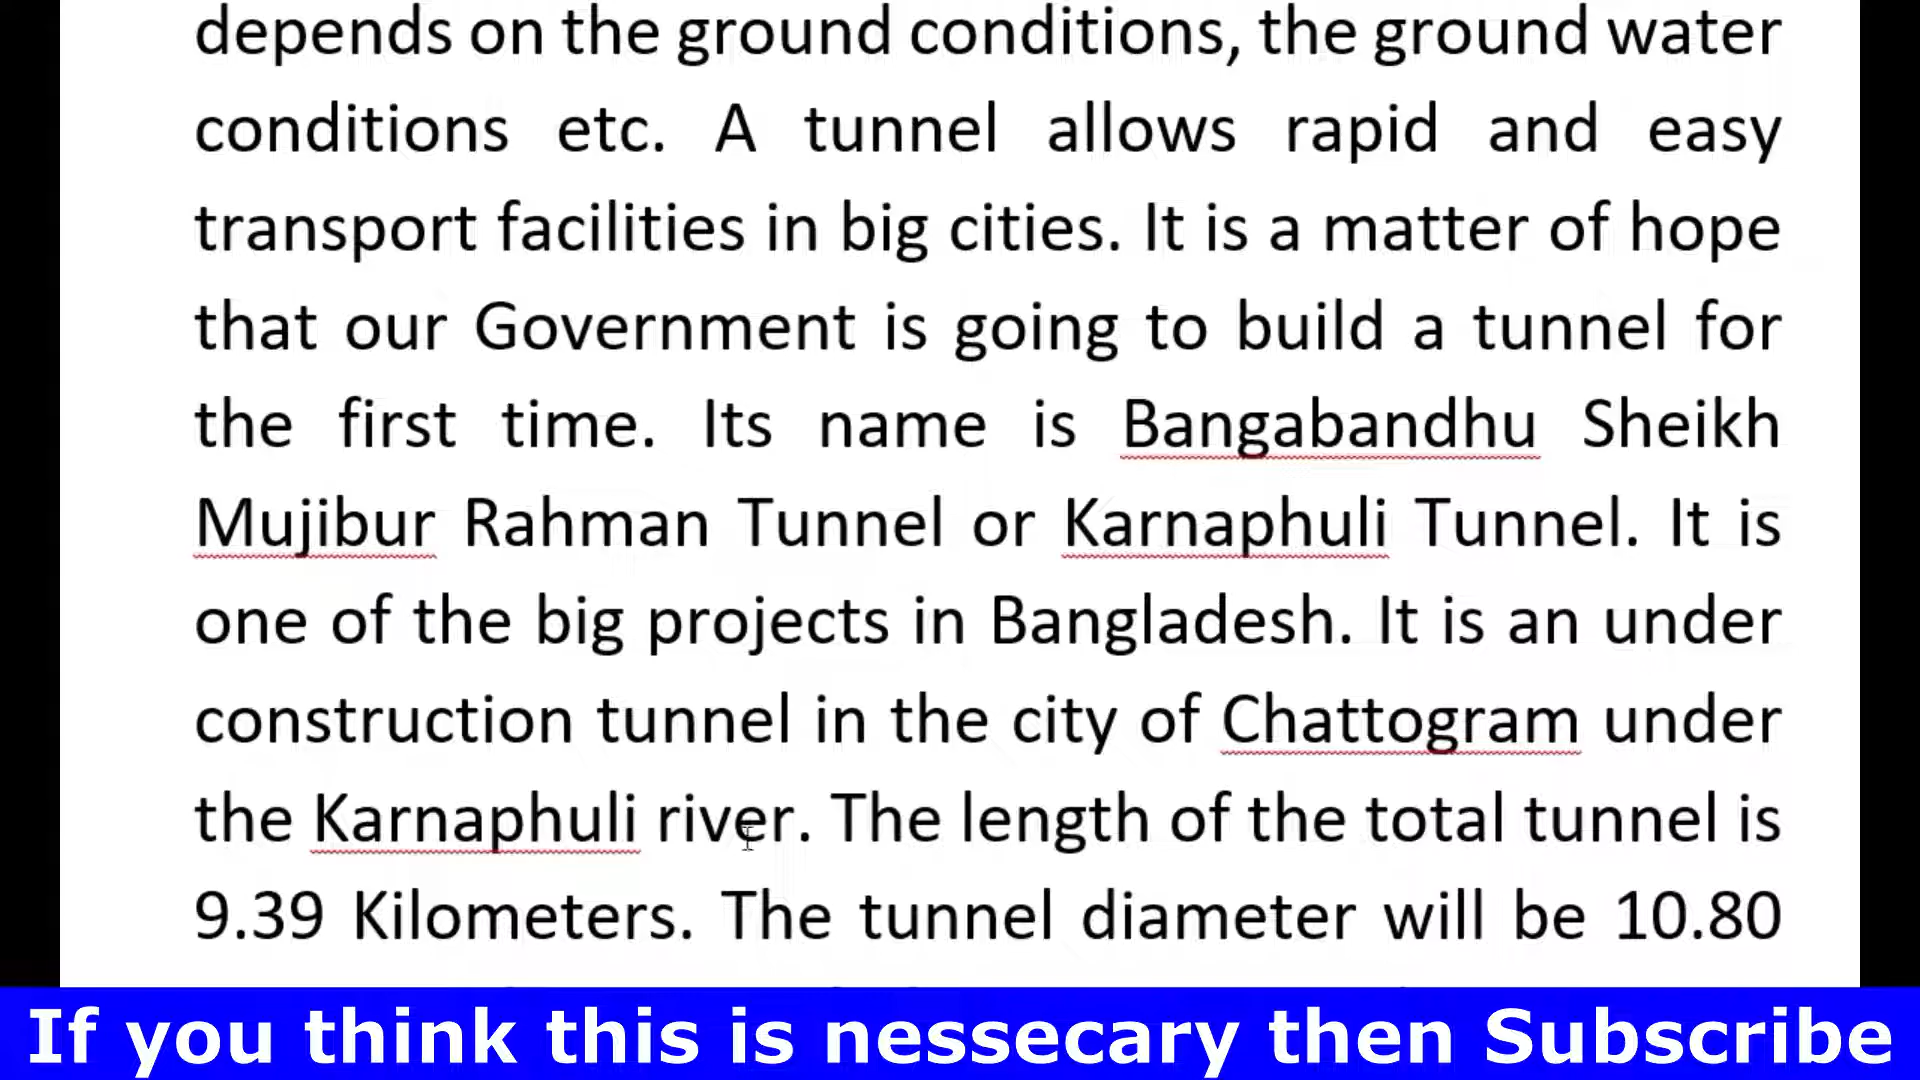 depends on the ground conditions, the ground water
conditions etc. A tunnel allows rapid and easy
transport facilities in big cities. It is a matter of hope
that our Government is going to build a tunnel for
the first time. Its name is Bangabandhu Sheikh
Mujibur Rahman Tunnel or Karnaphuli Tunnel. It is
one of the big projects in Bangladesh. It is an under
construction tunnel in the city of Chattogram under
the Karnaphuli river. The length of the total tunnel is
9.39 Kilometers. The tunnel diameter will be 10.80
If you think this is nessecary then Subscribe